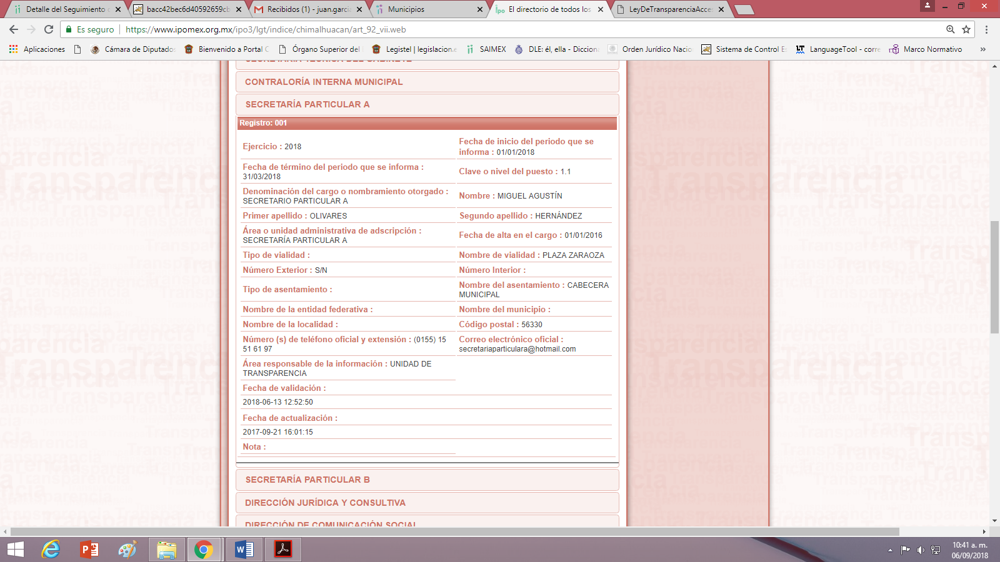 Detalle del Seguimiento
bacc42bec6d40592659cb
Recibidos (1) - juan.garcia
Municipios
El directorio de todos los
LeyDeTransparenciaAcce
Es seguro
https://www.ipomex.org.mx/ipo3/lgt/indice/chimalhuacan/art_92_vii.web
Aplicaciones
Cámara de Diputados
Bienvenido a Portal
Órgano Superior del
Legistel | legislacion.e
SAIMEX
DLE: él, ella - Diccion
Orden Jurídico Nacio
Sistema de Control E
LanguageTool - corre
Marco Normativo
»
SECRETARÍA TÉCNICA DEL GABINETE
CONTRALORÍA INTERNA MUNICIPAL
SECRETARÍA PARTICULAR A
Registro: 001
Ejercicio : 2018
Fecha de inicio del periodo que se
informa : 01/01/2018
Fecha de término del periodo que se informa :
31/03/2018
Clave o nivel del puesto : 1.1
Denominación del cargo o nombramiento otorgado :
SECRETARIO PARTICULAR A
Nombre : MIGUEL AGUSTÍN
Primer apellido : OLIVARES
Segundo apellido : HERNÁNDEZ
Área o unidad administrativa de adscripción :
SECRETARÍA PARTICULAR A
Fecha de alta en el cargo : 01/01/2016
Tipo de vialidad :
Nombre de vialidad : PLAZA ZARAOZA
Número Exterior : S/N
Número Interior :
Tipo de asentamiento :
Nombre del asentamiento : CABECERA
MUNICIPAL
Nombre de la entidad federativa :
Nombre del municipio :
Nombre de la localidad :
Código postal : 56330
Número (s) de teléfono oficial y extensión : (0155) 15
51 61 97
Correo electrónico oficial :
secretariaparticulara@hotmail.com
Área responsable de la información : UNIDAD DE
TRANSPARENCIA
Fecha de validación :
2018-06-13 12:52:50
Fecha de actualización :
2017-09-21 16:01:15
Nota :
SECRETARÍA PARTICULAR B
DIRECCIÓN JURÍDICA Y CONSULTIVA
DIRECCIÓN DE COMUNICACIÓN SOCIAL
10:41 a. m.
06/09/2018